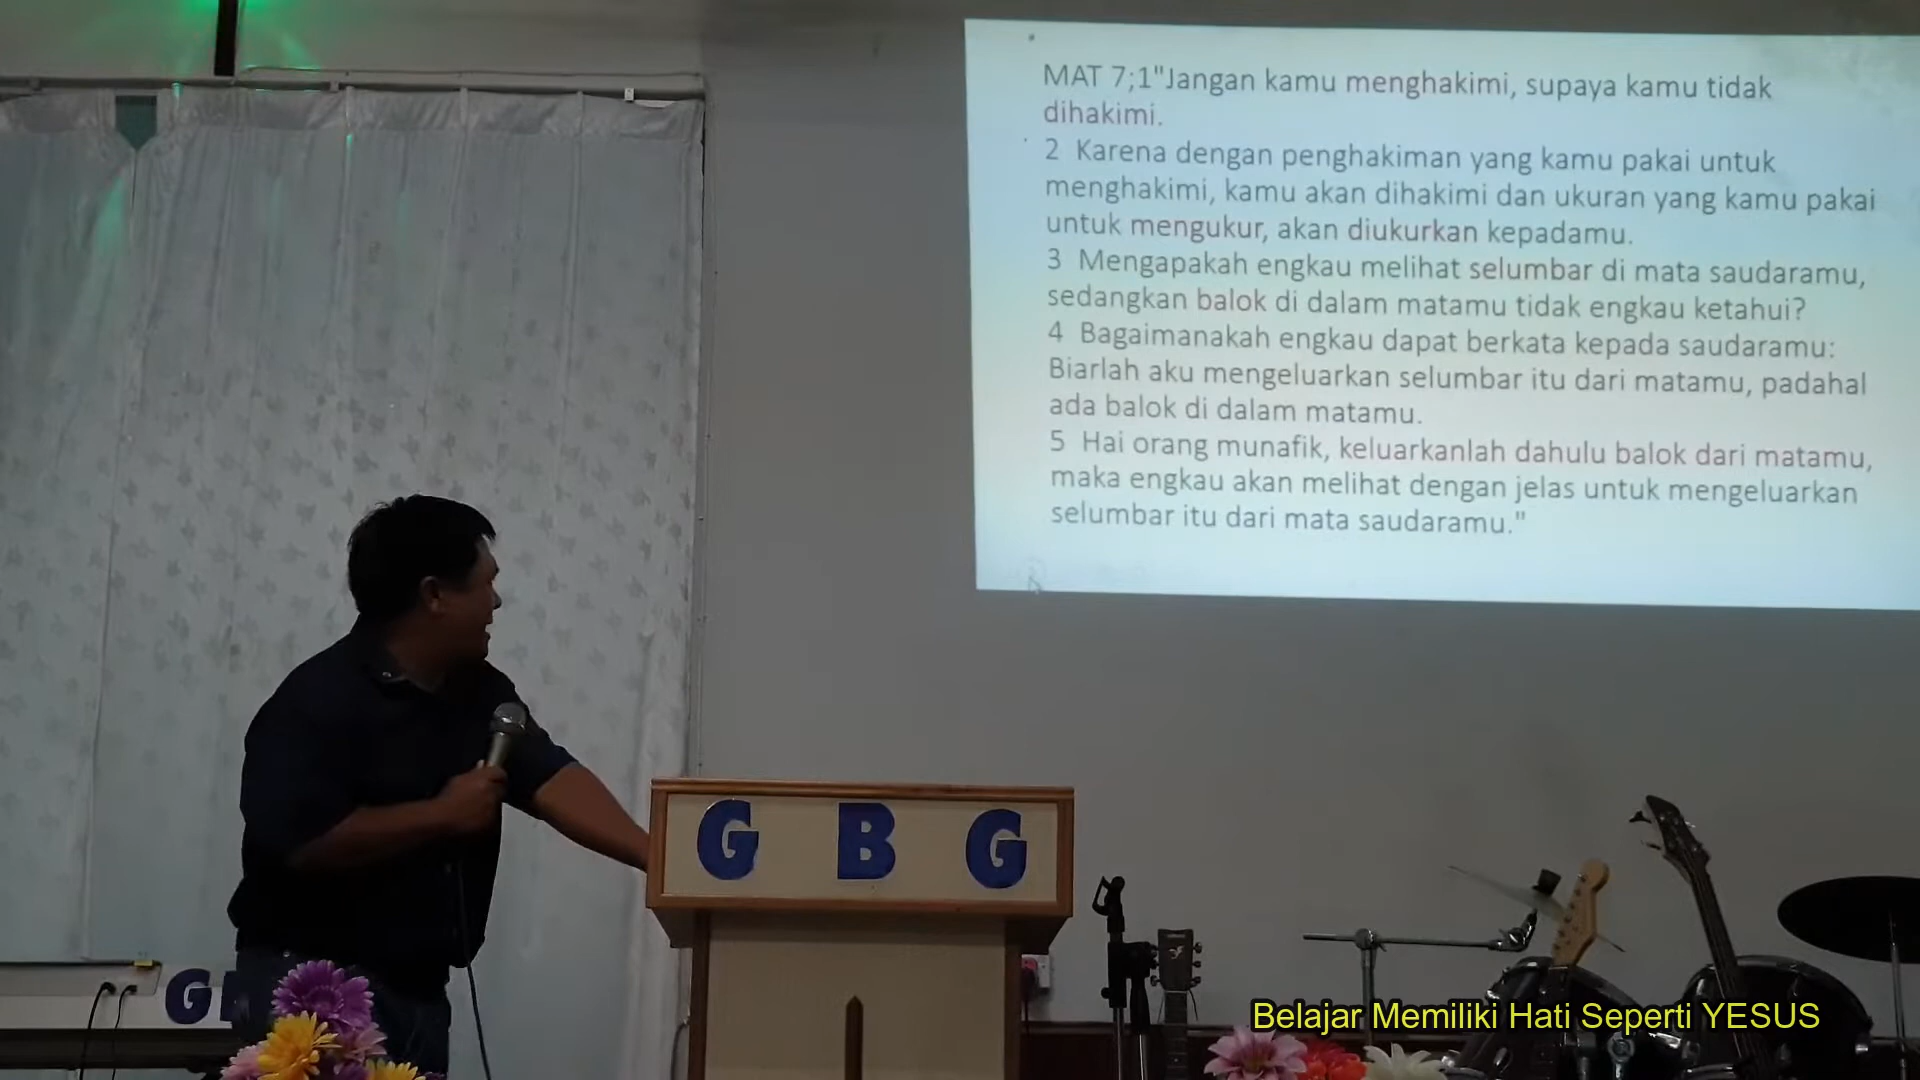 MAT 7;1"Jangan kamu menghakimi, supaya kamu tidak
dihakimi.
2 Karena dengan penghakiman yang kamu pakai untuk
menghakimi, kamu akan dihakimi dan ukuran yang kamu pakai
untuk mengukur, akan diukurkan kepadamu.
3 Mengapakah engkau melihat selumbar di mata saudaramu,
sedangkan balok di dalam matamu tidak engkau ketahui?
4 Bagaimanakah engkau dapat berkata kepada saudaramu:
Biarlah aku mengeluarkan selumbar itu dari matamu, padahal
ada balok di dalam matamu.
5 Hai orang munafik, keluarkanlah dahulu balok dari matamu,
maka engkau akan melihat dengan jelas untuk mengeluarkan
selumbar itu dari mata saudaramu."
G B G
G
Belajar Memiliki Hati Seperti YESUS